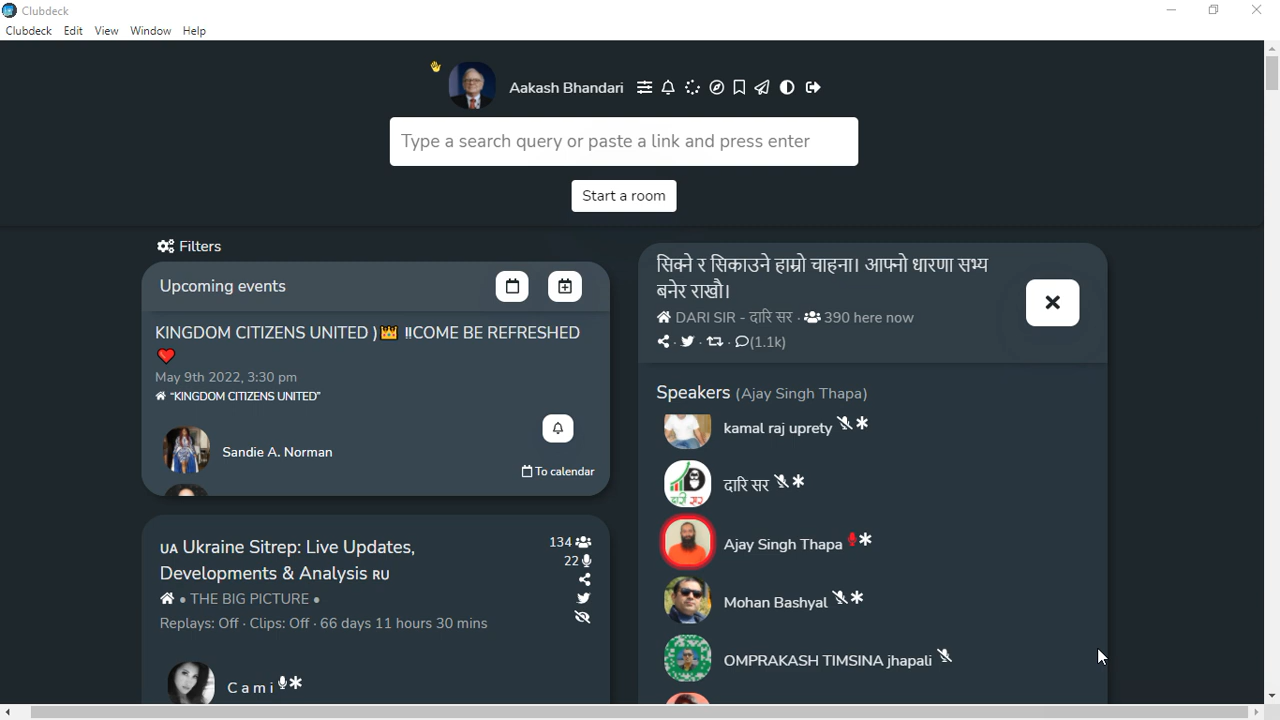 Clubdeck
Clubdeck Edit View Window Help
Aakash Bhandari
Type a search query or paste a link and press enter
Start a room
Filters
Upcoming events
KINGDOM CITIZENS UNITED )👑 ‼COME BE REFRESHED
❤
May 9th 2022, 3:30 pm
“KINGDOM CITIZENS UNITED”
Sandie A. Norman
To calendar
UA Ukraine Sitrep: Live Updates,
Developments & Analysis RU
• THE BIG PICTURE •
Replays: Off · Clips: Off · 66 days 11 hours 30 mins
134
22
C a m i
सिक्ने र सिकाउने हाम्रो चाहना। आफ्नो धारणा सभ्य
बनेर राखौ।
DARI SIR - दारि सर · 390 here now
(1.1k)
Speakers (Ajay Singh Thapa)
kamal raj uprety
दारि सर
दारी सर
Ajay Singh Thapa
Mohan Bashyal
OMPRAKASH TIMSINA jhapali